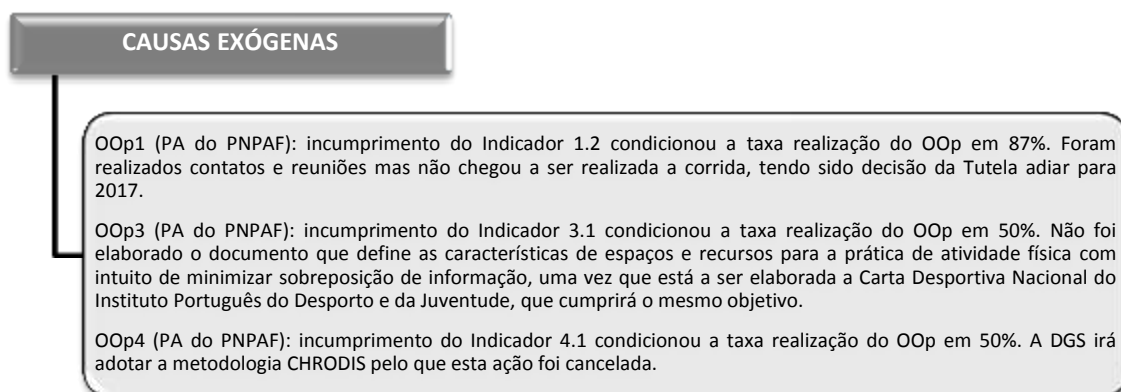 CAUSAS EXÓGENAS
OOp1 (PA do PNPAF): incumprimento do Indicador 1.2 condicionou a taxa realização do OOp em 87%. Foram
realizados contatos e reuniões mas não chegou a ser realizada a corrida, tendo sido decisão da Tutela adiar para
2017.
OOp3 (PA do PNPAF): incumprimento do Indicador 3.1 condicionou a taxa realização do OOp em 50%. Não foi
elaborado o documento que define as características de espaços e recursos para a prática de atividade física com
intuito de minimizar sobreposição de informação, uma vez que está a ser elaborada a Carta Desportiva Nacional do
Instituto Português do Desporto e da Juventude, que cumprirá o mesmo objetivo.
OOp4 (PA do PNPAF): incumprimento do Indicador 4.1 condicionou a taxa realização do OOp em 50%. A DGS irá
adotar a metodologia CHRODIS pelo que esta ação foi cancelada.